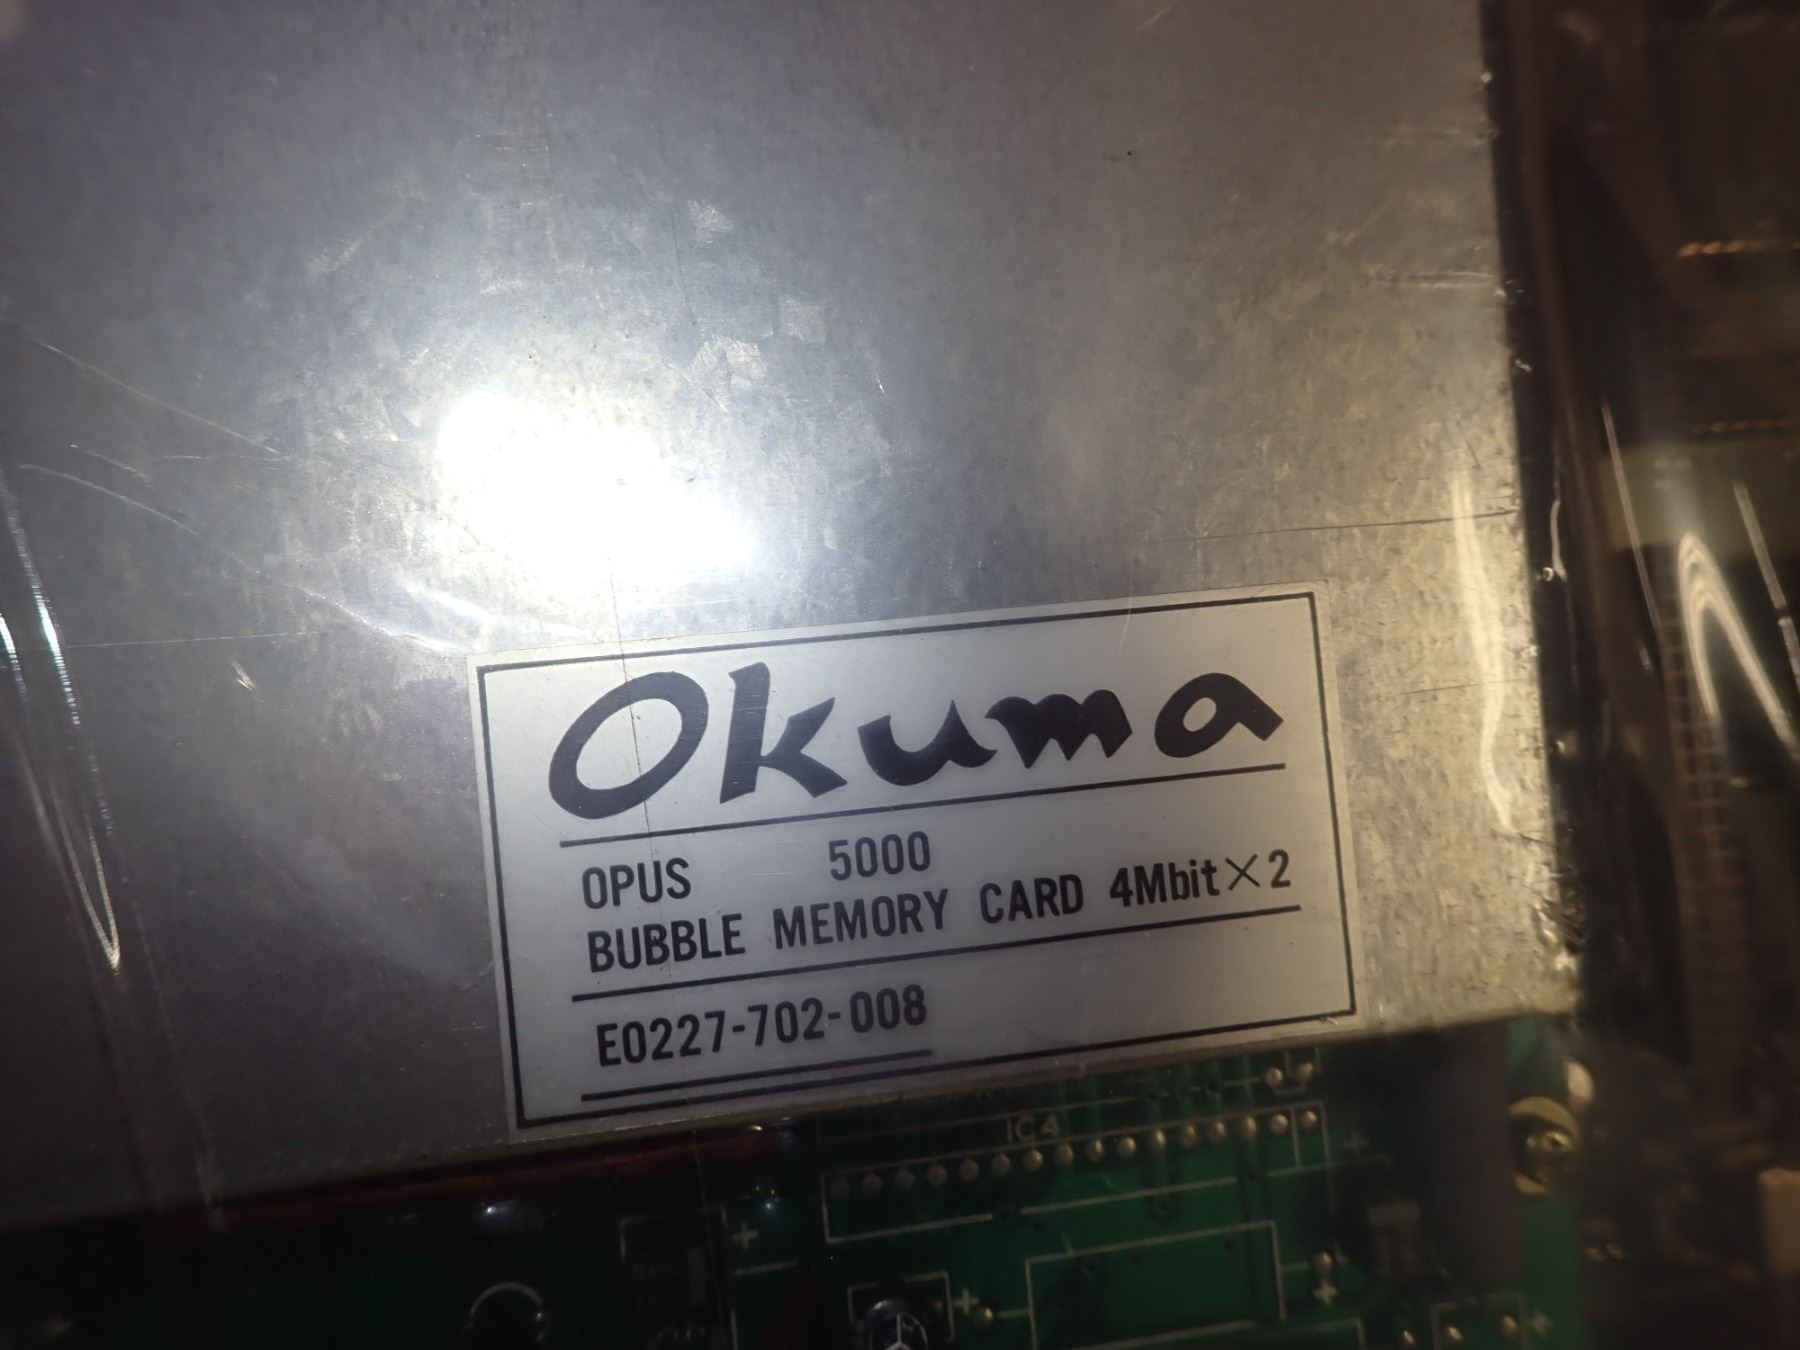 Okuma
OPUS 5000
BUBBLE MEMORY CARD 4Mbit×2
E0227-702-008
IC4